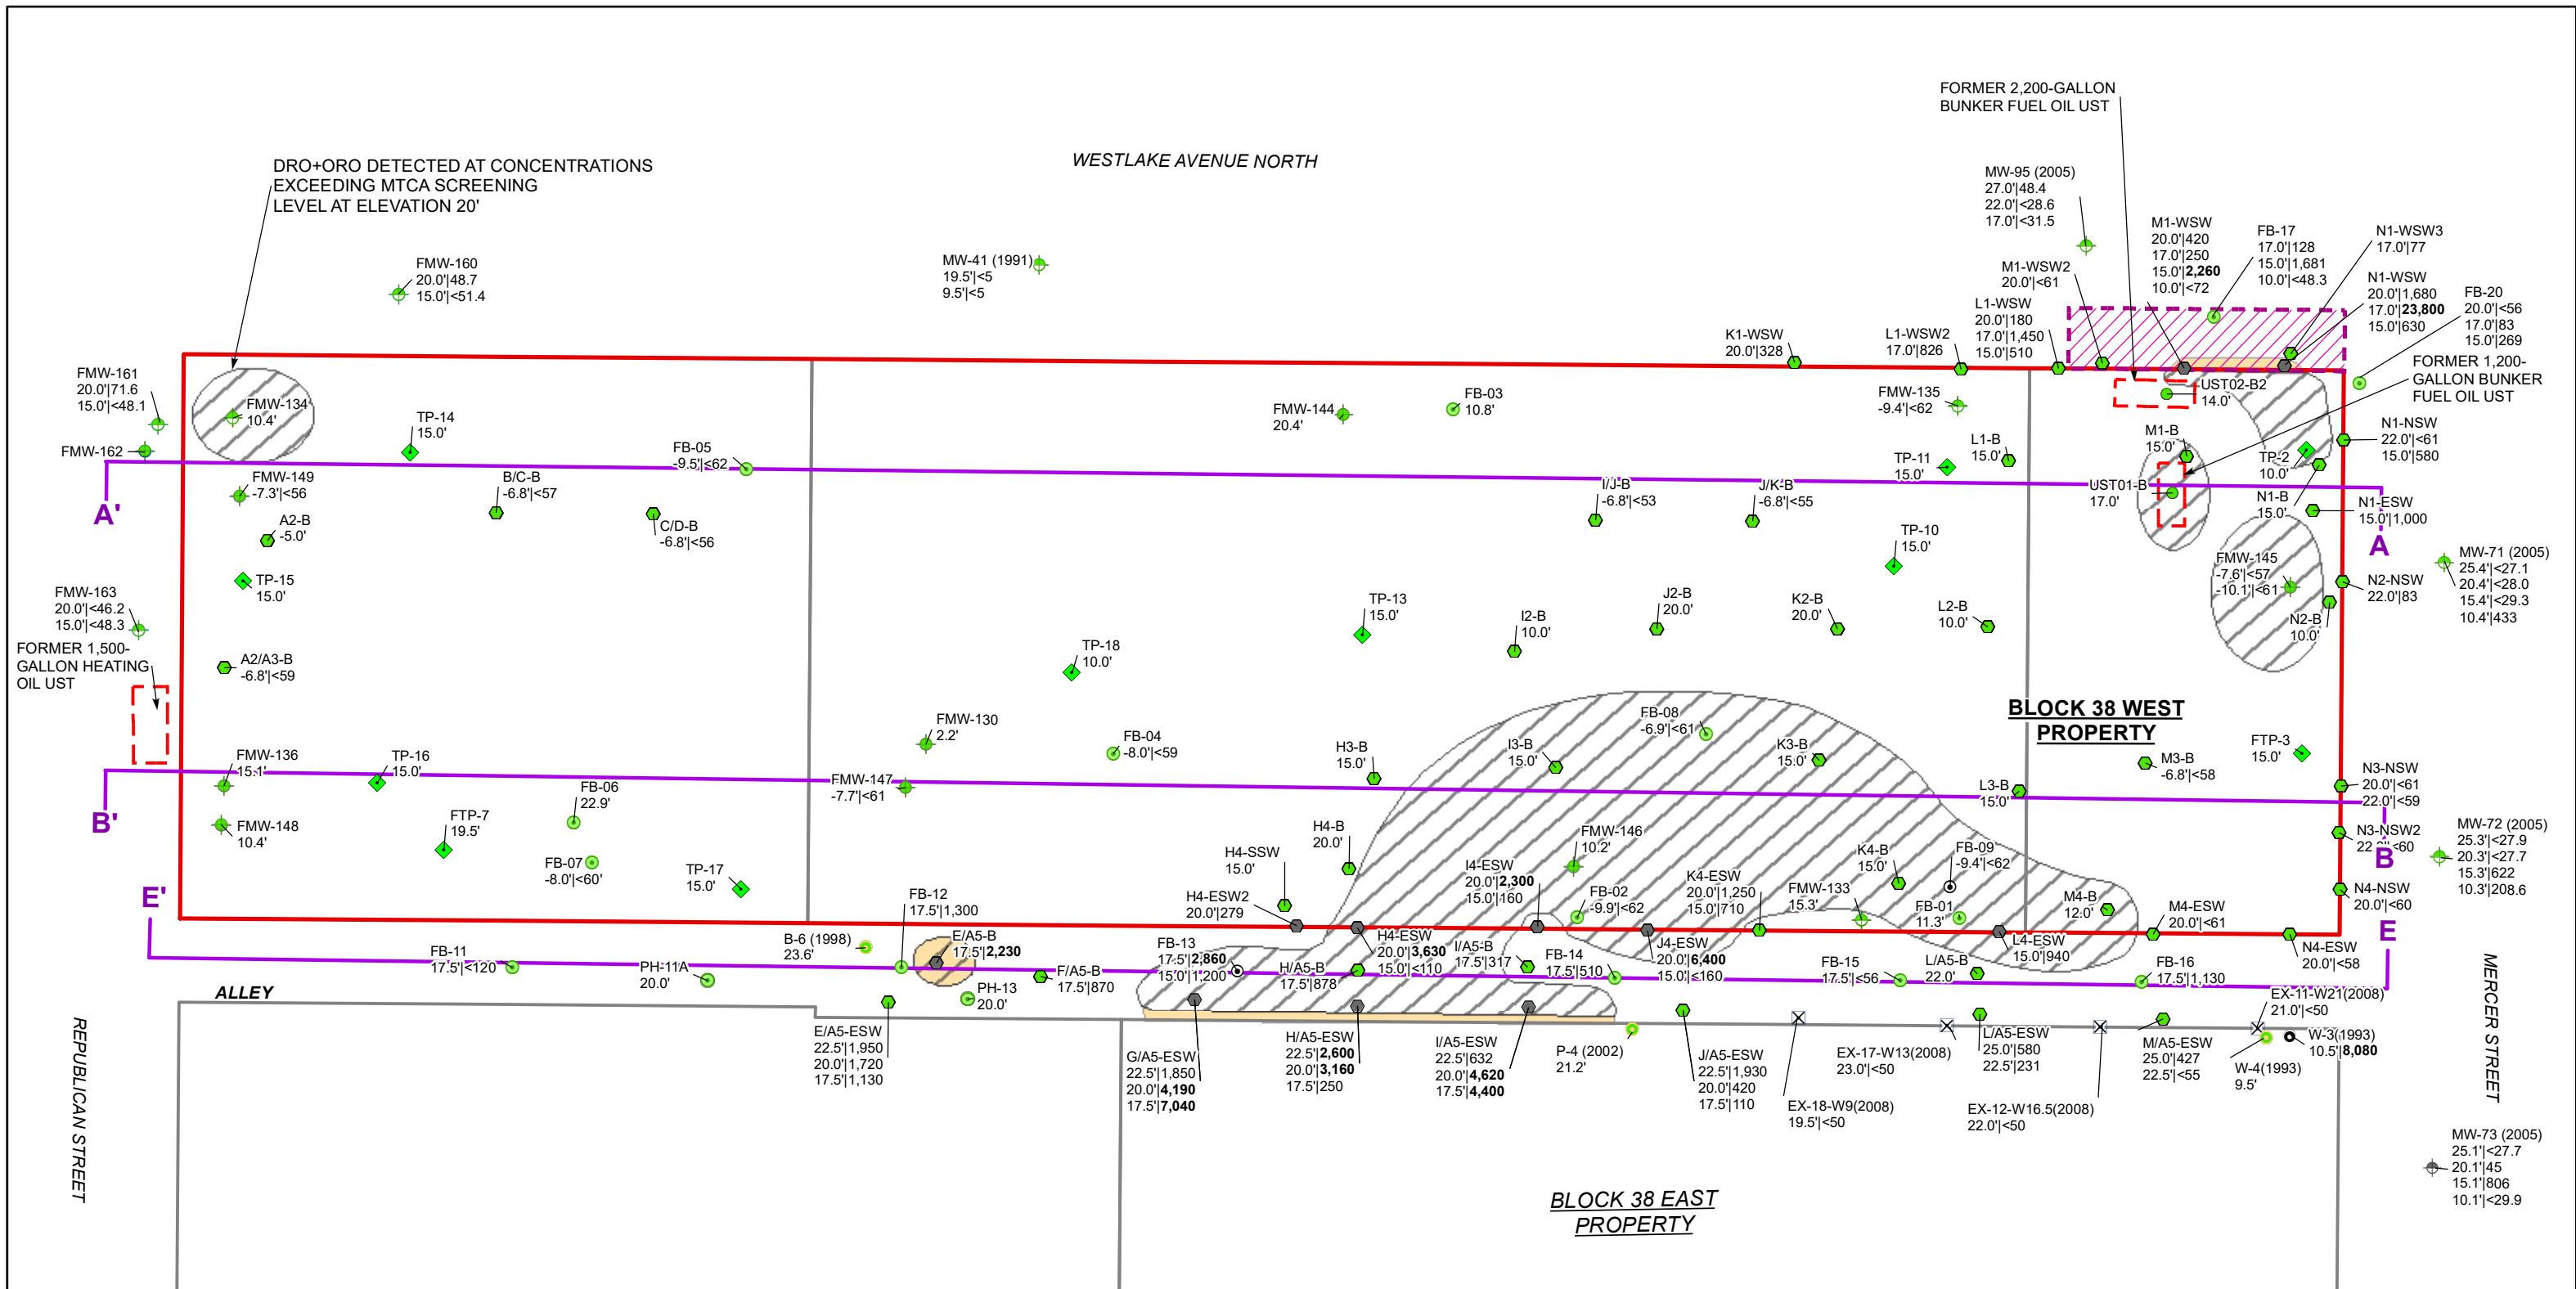 FORMER 2,200-GALLON
BUNKER FUEL OIL UST
WESTLAKE AVENUE NORTH
DRO+ORO DETECTED AT CONCENTRATIONS
EXCEEDING MTCA SCREENING
LEVEL AT ELEVATION 20'
MW-95 (2005)
27.0'|48.4
22.0'|<28.6
17.0'|<31.5
M1-WSW
20.0'|420
17.0'|250
15.0'|2,260
10.0'|<72
FB-17
17.0'|128
15.0'|1,681
10.0'|<48.3
N1-WSW3
17.0'|77
FMW-160
20.0'|48.7
15.0'|<51.4
MW-41 (1991)
19.5'|<5
9.5'|<5
M1-WSW2
20.0'|<61
N1-WSW
20.0'|1,680
17.0'|23,800
15.0'|630
FB-20
20.0'|<56
17.0'|83
15.0'|269
L1-WSW
20.0'|180
17.0'|1,450
15.0'|510
K1-WSW
20.0'|328
L1-WSW2
17.0'|826
FORMER 1,200-
GALLON BUNKER
FUEL OIL UST
FMW-161
20.0'|71.6
15.0'|<48.1
FMW-162
FMW-134
10.4'
TP-14
15.0'
FB-05
-9.5'|<62
FMW-144
20.4'
FB-03
10.8'
FMW-135
-9.4'|<62
UST02-B2
14.0'
N1-NSW
22.0'|<61
15.0'|580
M1-B
15.0'
L1-B
15.0'
TP-11
15.0'
TP-2
10.0'
A'
FMW-149
-7.3'|<56
B/C-B
-6.8'|<57
I/J-B
-6.8'|<53
J/K-B
-6.8'|<55
UST01-B
17.0'
N1-B
15.0'
N1-ESW
15.0'|1,000
A
A2-B
-5.0'
C/D-B
-6.8'|<56
TP-10
15.0'
FMW-145
-7.6'|<57
-10.1'|<61
MW-71 (2005)
25.4'|<27.1
20.4'|<28.0
15.4'|<29.3
10.4'|433
TP-15
15.0'
FMW-163
20.0'|<46.2
15.0'|<48.3
TP-13
15.0'
I2-B
10.0'
J2-B
20.0'
K2-B
20.0'
L2-B
10.0'
N2-NSW
22.0'|83
N2-B
10.0'
FORMER 1,500-
GALLON HEATING
OIL UST
A2/A3-B
-6.8'|<59
TP-18
10.0'
BLOCK 38 WEST
PROPERTY
FMW-130
2.2'
FB-04
-8.0'|<59
FB-08
-6.9'|<61
H3-B
15.0'
I3-B
15.0'
K3-B
15.0'
M3-B
-6.8'|<58
FTP-3
15.0'
FMW-136
15.1'
TP-16
15.0'
FMW-147
-7.7'|<61
L3-B
15.0'
N3-NSW
20.0'|<61
22.0'|<59
B'
FB-06
22.9'
FTP-7
19.5'
FMW-148
10.4'
FB-07
-8.0'|<60'
TP-17
15.0'
H4-B
20.0'
H4-SSW
15.0'
FMW-146
10.2'
K4-B
15.0'
FB-09
-9.4'|<62
N3-NSW2
B
MW-72 (2005)
25.3'|<27.9
20.3'|<27.7
15.3'|622
10.3'|208.6
E'
FB-12
17.5'|1,300
H4-ESW2
20.0'|279
I4-ESW
20.0'|2,300
15.0'|160
FB-02
-9.9'|<62
K4-ESW
20.0'|1,250
15.0'|710
FMW-133
15.3'
FB-01
11.3'
M4-B
12.0'
N4-NSW
20.0'|<60
M4-ESW
20.0'|<61
E
B-6 (1998)
23.6'
E/A5-B
17.5'|2,230
FB-13
17.5'|2,860
15.0'|1,200
H4-ESW
20.0'|3,630
15.0'|<110
I/A5-B
17.5'|317
J4-ESW
20.0'|6,400
15.0'|<160
L4-ESW
15.0'|940
N4-ESW
20.0'|<58
FB-11
17.5'|<120
PH-11A
20.0'
F/A5-B
17.5'|870
H/A5-B
17.5'|878
FB-14
17.5'|510
FB-15
17.5'|<56
L/A5-B
22.0'
FB-16
17.5'|1,130
PH-13
20.0'
ALLEY
EX-11-W21(2008)
21.0'|<50
REPUBLICAN STREET
MERCER STREET
E/A5-ESW
22.5'|1,950
20.0'|1,720
17.5'|1,130
G/A5-ESW
22.5'|1,850
20.0'|4,190
17.5'|7,040
H/A5-ESW
22.5'|2,600
20.0'|3,160
17.5'|250
I/A5-ESW
22.5'|632
20.0'|4,620
17.5'|4,400
P-4 (2002)
21.2'
J/A5-ESW
22.5'|1,930
20.0'|420
17.5'|110
EX-17-W13(2008)
23.0'|<50
L/A5-ESW
25.0'|580
22.5'|231
M/A5-ESW
25.0'|427
22.5'|<55
W-3(1993)
10.5'|8,080
W-4(1993)
9.5'
EX-18-W9(2008)
19.5'|<50
EX-12-W16.5(2008)
22.0'|<50
MW-73 (2005)
25.1'|<27.7
20.1'|45
15.1'|806
10.1'|<29.9
BLOCK 38 EAST
PROPERTY